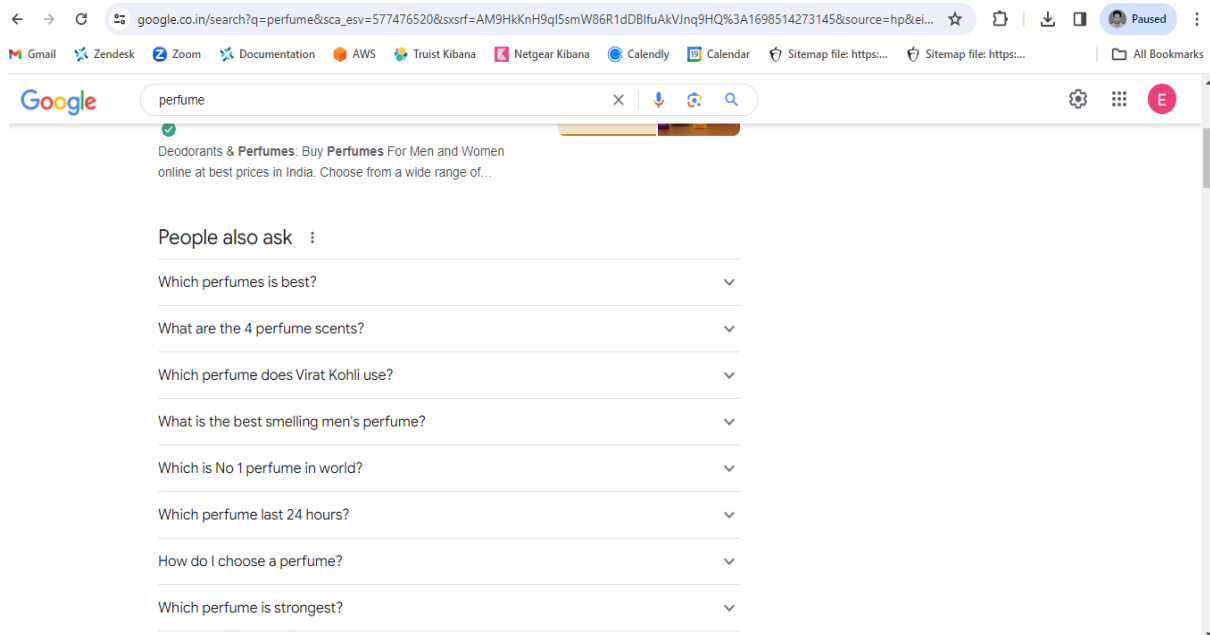 google.co.in/search?q=perfume&sca_esv=577476520&sxsrf=AM9HkKnH9qI5smW86R1dDBlfuAkVJnq9HQ%3A1698514273145&source=hp&ei...
Paused
Gmail Zendesk Zoom Documentation AWS Truist Kibana Netgear Kibana Calendly 19 Calendar Sitemap file: https:... Sitemap file: https:... All Bookmarks
Google perfume E
Deodorants & Perfumes: Buy Perfumes For Men and Women
online at best prices in India. Choose from a wide range of...
People also ask
Which perfumes is best?
What are the 4 perfume scents?
Which perfume does Virat Kohli use?
What is the best smelling men's perfume?
Which is No 1 perfume in world?
Which perfume last 24 hours?
How do I choose a perfume?
Which perfume is strongest?